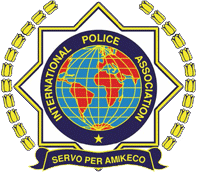 INTERNATIONAL POLICE ASSOCIATION
SERVO PER AMIKECO